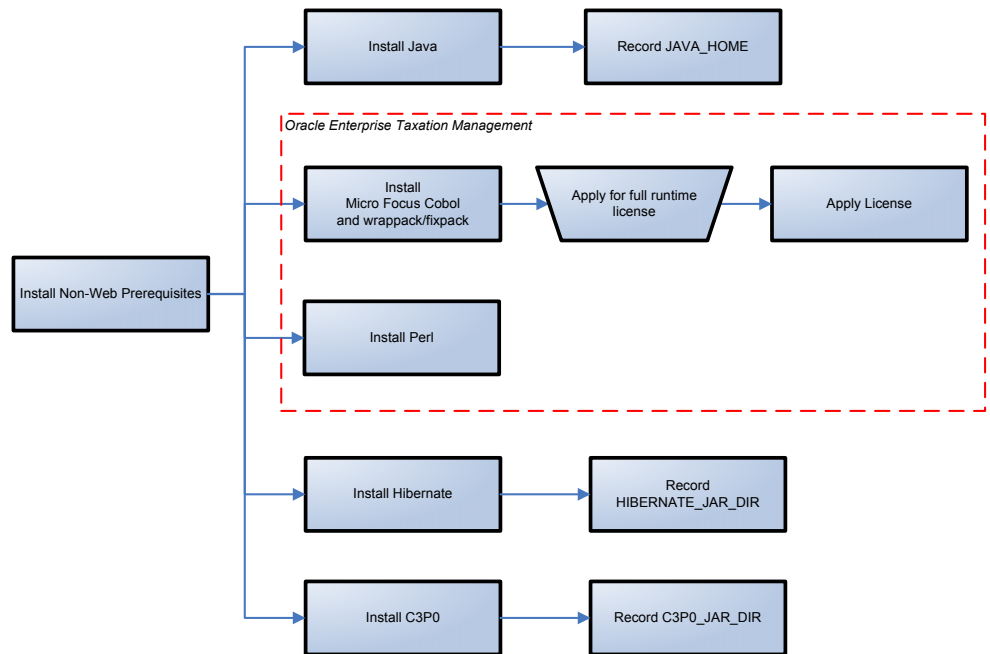 Install Java
Record JAVA_HOME
Oracle Enterprise Taxation Management
Install
Micro Focus Cobol
and wrappack/fixpack
Apply for full runtime
license
Apply License
Install Non-Web Prerequisites
Install Perl
Install Hibernate
Record
HIBERNATE_JAR_DIR
Install C3P0
Record C3P0_JAR_DIR